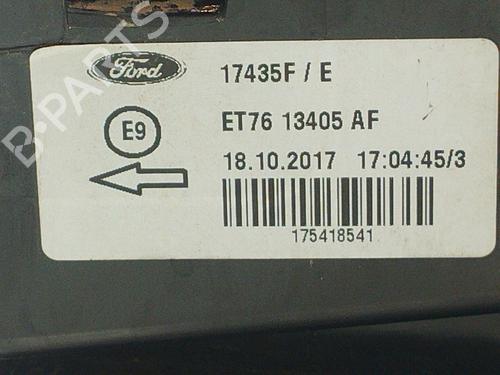 B-PARTS
Ford
17435F / E
E9
ET76 13405 AF
18.10.2017 17:04:45/3
175418541